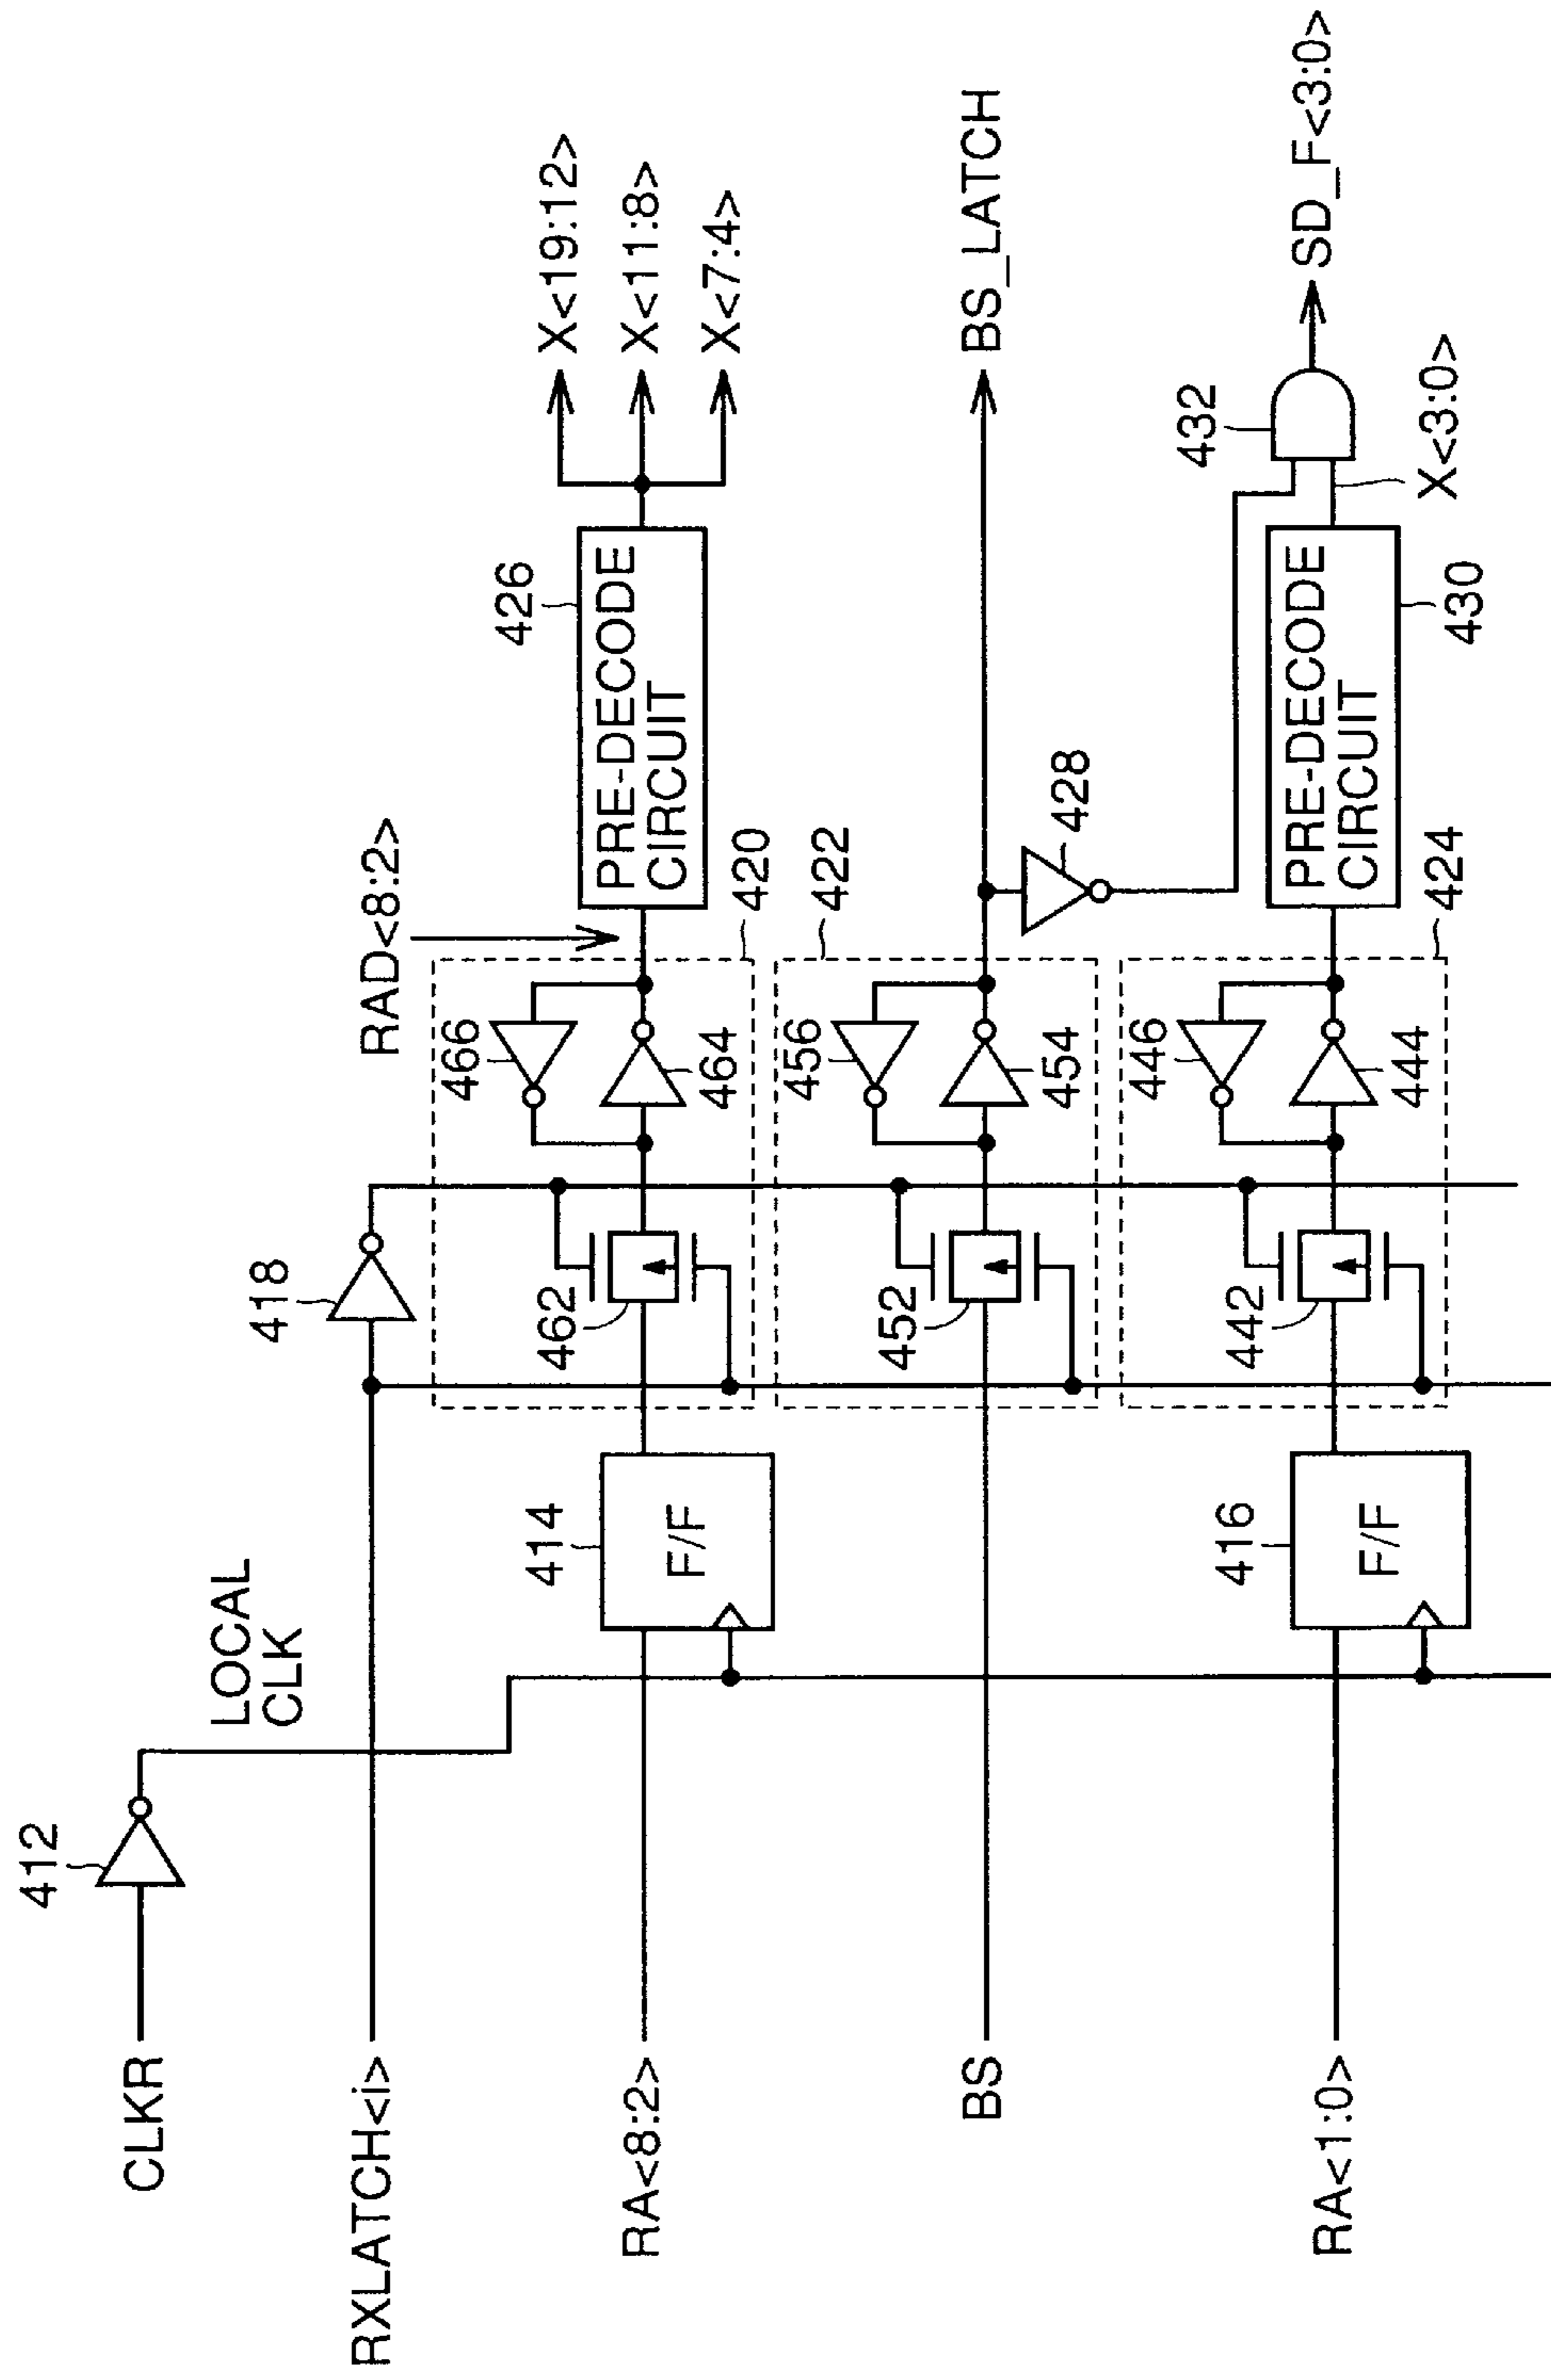 412
CLKR
LOCAL
CLK
418
RXLATCH<i>
RAD<8:2>
466
426
X<19:12>
414
462
PRE-DECODE
X<11:8>
RA<8:2>
F/F
464
CIRCUIT
X<7:4>
420
456
422
452
BS
BS_LATCH
454
428
446
432
416
442
PRE-DECODE
SD_F<3:0>
RA<1:0>
F/F
CIRCUIT
444
424
430
X<3:0>